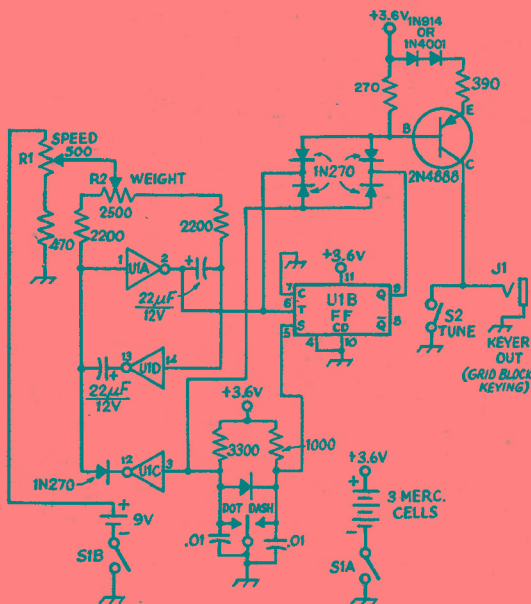 +3.6V
1N914
OR
1N4001
270
390
B
E
C
2N4888
SPEED
500
R1
R2 WEIGHT
2500
470
2200
2200
1N270
1 U1A 2
+
22µF
12V
+3.6V
11
7 C
6 T
5 S
U1B
FF
CD
4
10
Q 9
Q̅ 8
J1
S2
TUNE
KEYER
OUT
(GRID BLOCK
KEYING)
13 U1D 14
+
22µF
12V
+3.6V
3300
1000
12 U1C 3
1N270
DOT DASH
.01
.01
+
9V
-
S1B
+3.6V
+
3 MERC.
CELLS
-
S1A